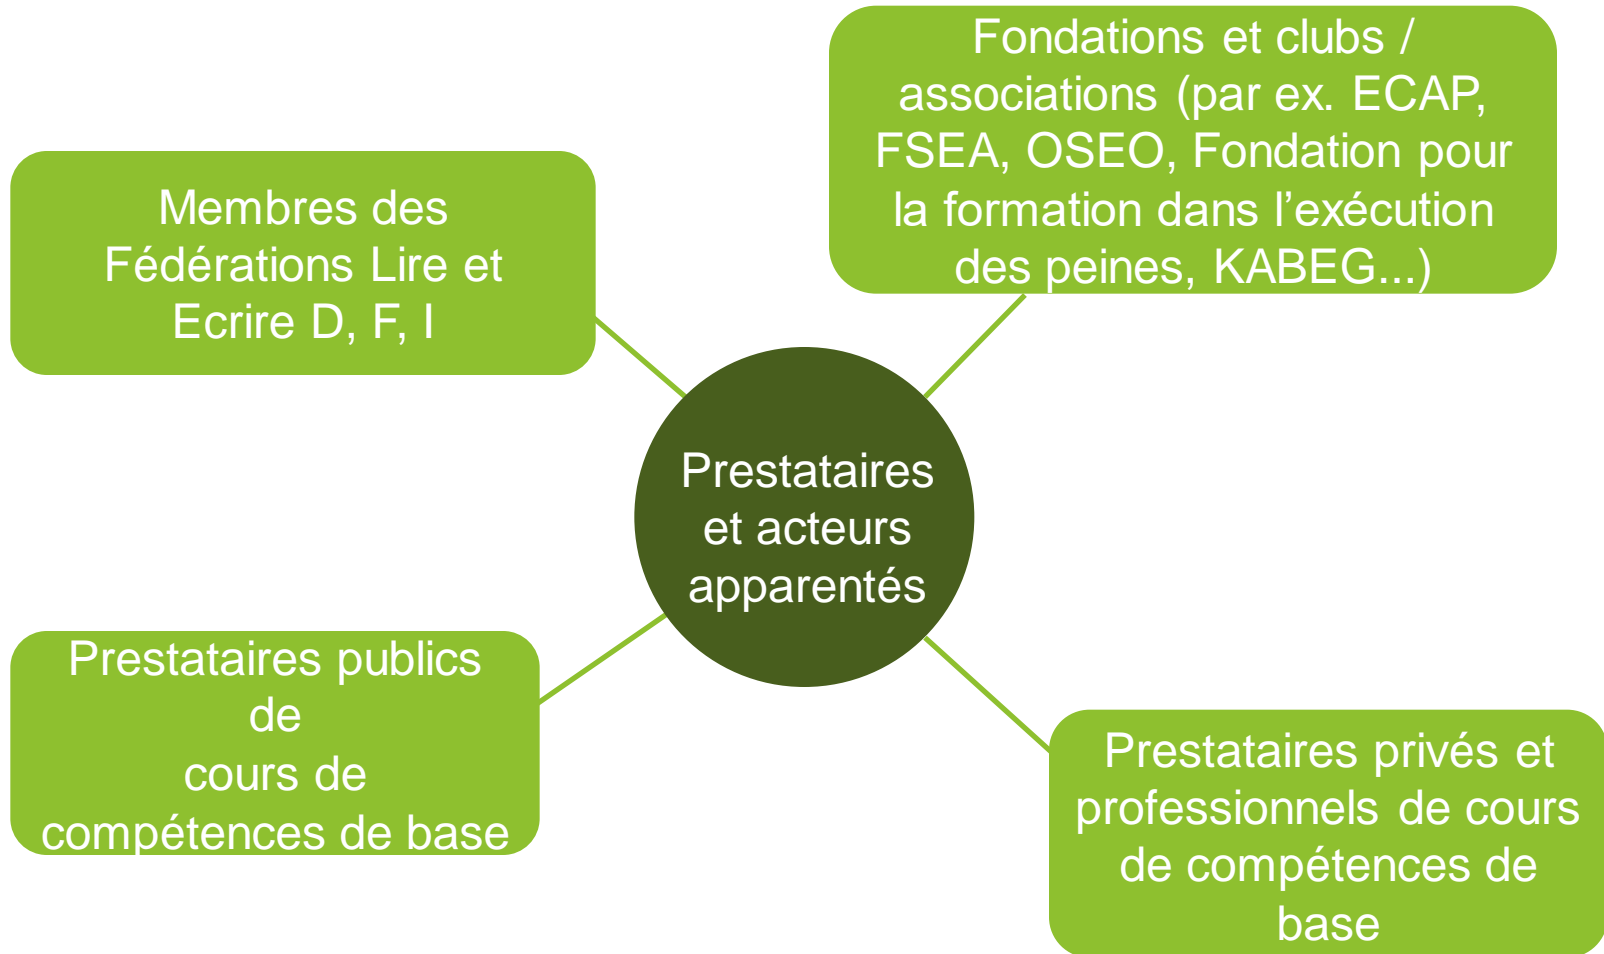 Fondations et clubs /
associations (par ex. ECAP,
FSEA, OSEO, Fondation pour
la formation dans l’exécution
des peines, KABEG...)
Membres des
Fédérations Lire et
Ecrire D, F, I
Prestataires
et acteurs
apparentés
Prestataires publics
de
cours de
compétences de base
Prestataires privés et
professionnels de cours
de compétences de
base